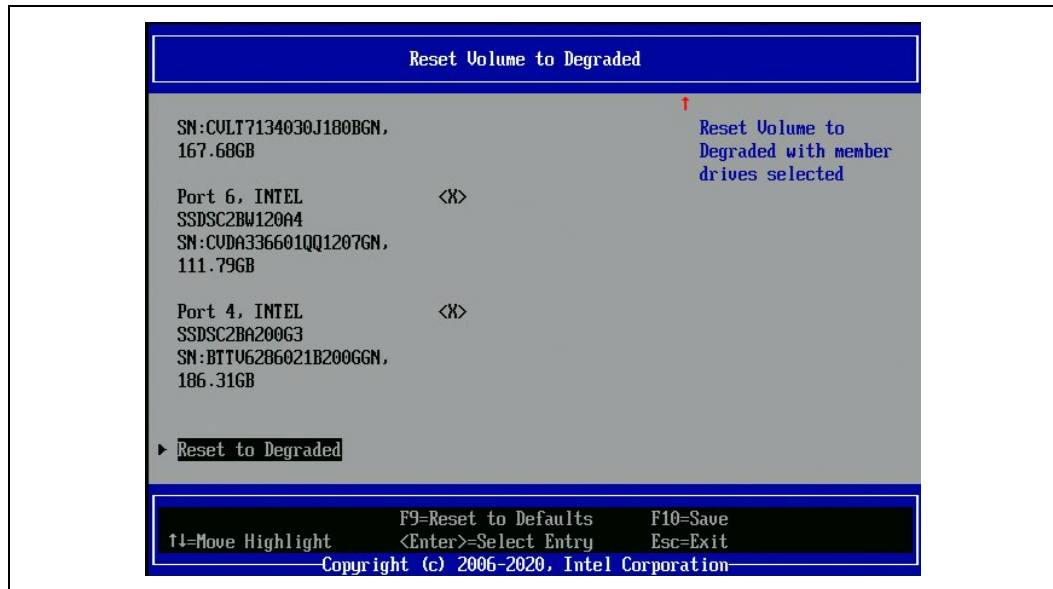 Reset Volume to Degraded
↑
SN:CVLT7134030J180BGN,
167.68GB
Reset Volume to
Degraded with member
drives selected
Port 6, INTEL <X>
SSDSC2BW120A4
SN:CVDA336601QQ1207GN,
111.79GB
Port 4, INTEL <X>
SSDSC2BA200G3
SN:BTTV6286021B200GGN,
186.31GB
▶ Reset to Degraded
F9=Reset to Defaults F10=Save
↑↓=Move Highlight <Enter>=Select Entry Esc=Exit
Copyright (c) 2006-2020, Intel Corporation